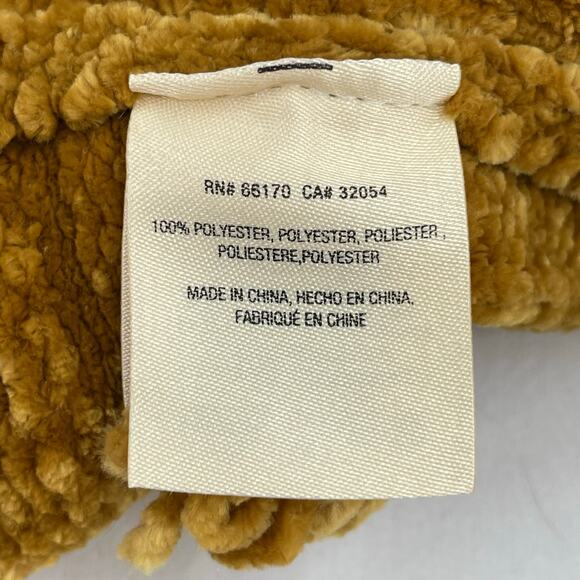 RN# 66170 CA# 32054
100% POLYESTER, POLYESTER, POLIESTER ,
POLIESTERE,POLYESTER
MADE IN CHINA, HECHO EN CHINA.
FABRIQUÉ EN CHINE